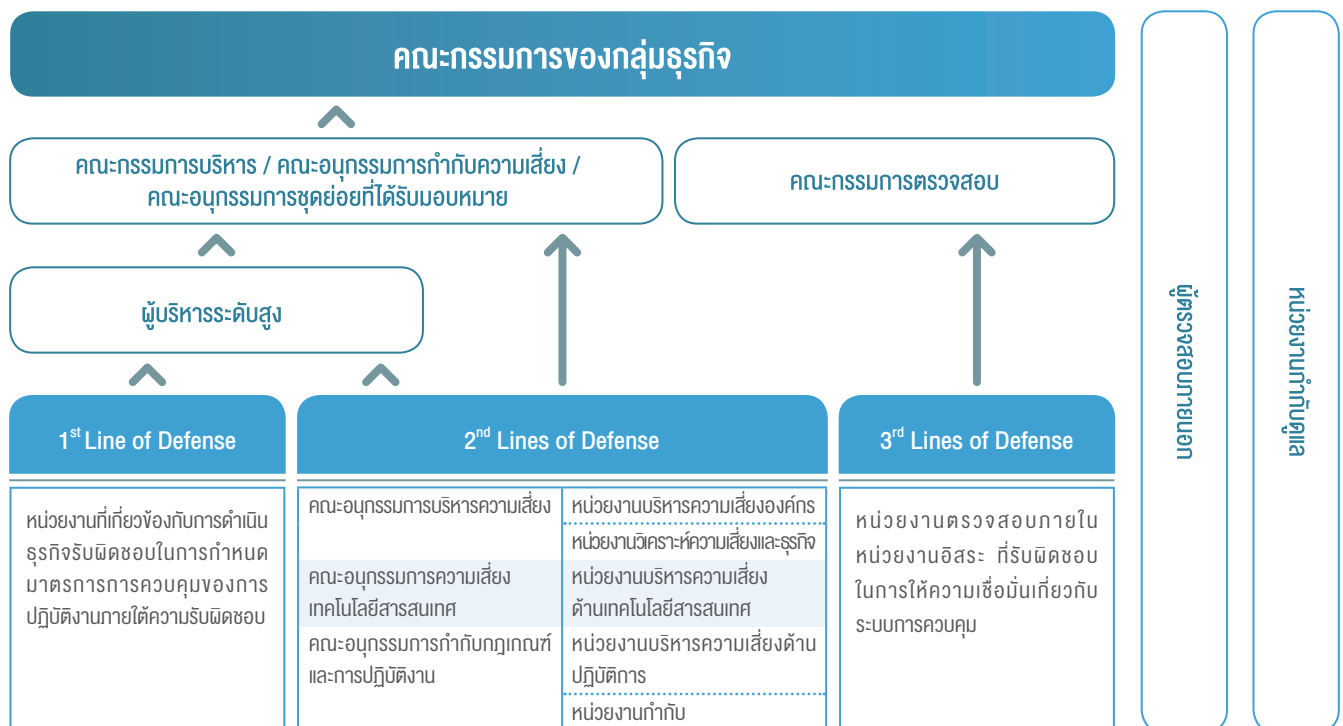 คณะกรรมการของกลุ่มธุรกิจ
คณะกรรมการบริหาร / คณะอนุกรรมการกำกับความเสี่ยง /
คณะอนุกรรมการชุดย่อยที่ได้รับมอบหมาย
คณะกรรมการตรวจสอบ
ผู้บริหารระดับสูง
1st Line of Defense
หน่วยงานที่เกี่ยวข้องกับการดำเนิน
ธุรกิจรับผิดชอบในการกำหนด
มาตรการการควบคุมของการ
ปฏิบัติงานภายใต้ความรับผิดชอบ
2nd Lines of Defense
คณะอนุกรรมการบริหารความเสี่ยง
หน่วยงานบริหารความเสี่ยงองค์กร
หน่วยงานวิเคราะห์ความเสี่ยงและธุรกิจ
คณะอนุกรรมการความเสี่ยง
เทคโนโลยีสารสนเทศ
หน่วยงานบริหารความเสี่ยง
ด้านเทคโนโลยีสารสนเทศ
คณะอนุกรรมการกำกับกฎเกณฑ์
และการปฏิบัติงาน
หน่วยงานบริหารความเสี่ยงด้าน
ปฏิบัติการ
หน่วยงานกำกับ
3rd Lines of Defense
หน่วยงานตรวจสอบภายใน
หน่วยงานอิสระ ที่รับผิดชอบ
ในการให้ความเชื่อมั่นเกี่ยวกับ
ระบบการควบคุม
ผู้ตรวจสอบภายนอก
หน่วยงานกำกับดูแล